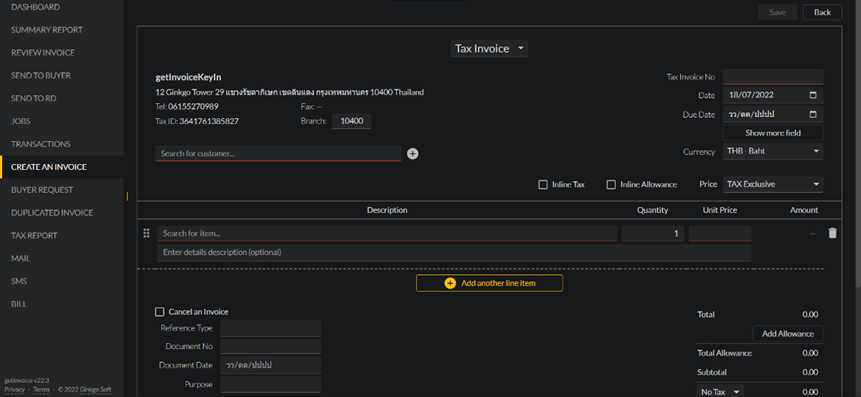 DASHBOARD
SUMMARY REPORT
REVIEW INVOICE
SEND TO BUYER
SEND TO RD
JOBS
TRANSACTIONS
CREATE AN INVOICE
BUYER REQUEST
DUPLICATED INVOICE
TAX REPORT
MAIL
SMS
BILL
getInvoice v22.3
Privacy - Terms - © 2022 Ginkgo Soft
Save Back
Tax Invoice
getInvoiceKeyIn
12 Ginkgo Tower 29 แขวงรัชดาภิเษก เขตดินแดง กรุงเทพมหานคร 10400 Thailand
Tel: 06155270989 Fax: —
Tax ID: 3641761385827 Branch: 10400
Search for customer...
Tax Invoice No
Date 18/07/2022
Due Date วว/ดด/ปปปป
Show more field
Currency THB - Baht
Inline Tax Inline Allowance Price TAX Exclusive
Description Quantity Unit Price Amount
Search for item... 1 —
Enter details description (optional)
Add another line item
Cancel an Invoice
Reference Type
Document No
Document Date วว/ดด/ปปปป
Purpose
Total 0.00
Add Allowance
Total Allowance 0.00
Subtotal 0.00
No Tax 0.00